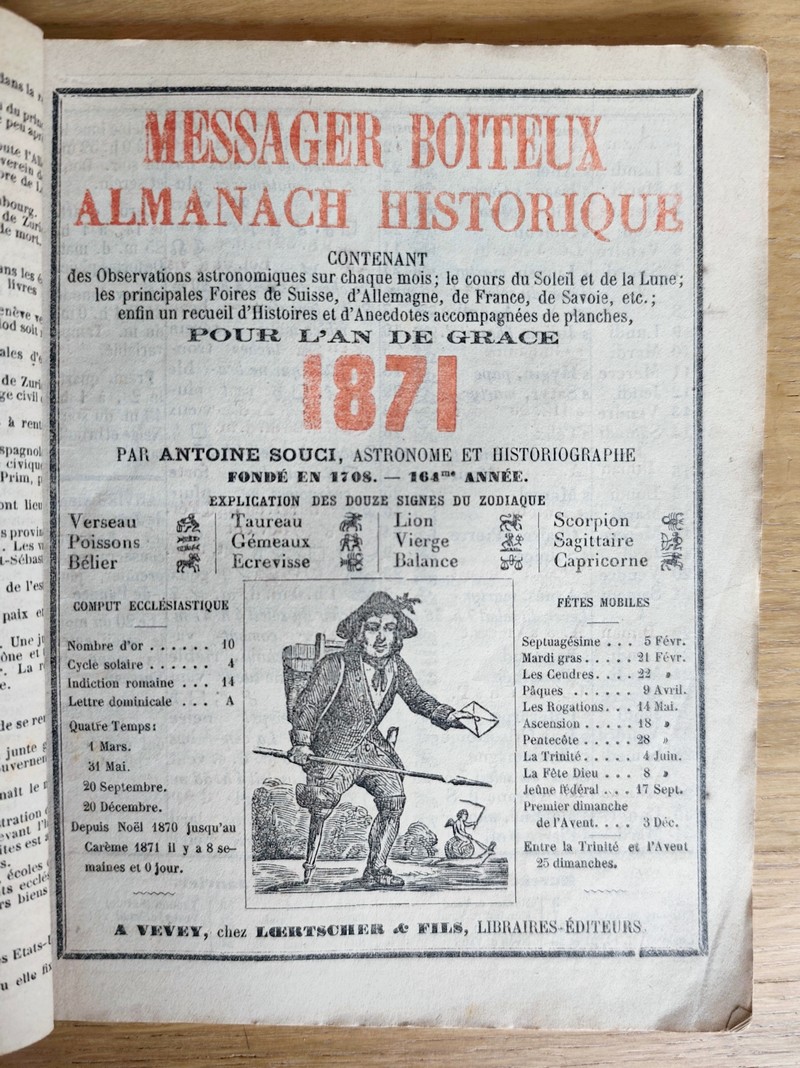 MESSAGER BOITEUX
ALMANACH HISTORIQUE
CONTENANT
des Observations astronomiques sur chaque mois; le cours du Soleil et de la Lune;
les principales Foires de Suisse, d'Allemagne, de France, de Savoie, etc.;
enfin un recueil d'Histoires et d'Anecdotes accompagnées de planches,
POUR L'AN DE GRACE
1871
PAR ANTOINE SOUCI, ASTRONOME ET HISTORIOGRAPHE
FONDÉ EN 1708. — 164me ANNÉE.
EXPLICATION DES DOUZE SIGNES DU ZODIAQUE
Verseau
Poissons
Bélier
Taureau
Gémeaux
Ecrevisse
Lion
Vierge
Balance
Scorpion
Sagittaire
Capricorne
COMPUT ECCLÉSIASTIQUE
Nombre d'or . . . . . . 10
Cycle solaire . . . . . . 4
Indiction romaine . . . 14
Lettre dominicale . . . A
Quatre Temps:
1 Mars.
31 Mai.
20 Septembre.
20 Décembre.
Depuis Noël 1870 jusqu'au
Carême 1871 il y a 8 se-
maines et 0 jour.
FÊTES MOBILES
Septuagésime . . . 5 Févr.
Mardi gras . . . . . 21 Févr.
Les Cendres . . . . 22 »
Pâques . . . . . . 9 Avril.
Les Rogations . . . 14 Mai.
Ascension . . . . . 18 »
Pentecôte . . . . . 28 »
La Trinité . . . . . 4 Juin.
La Fête Dieu . . . 8 »
Jeûne fédéral . . . 17 Sept.
Premier dimanche
de l'Avent . . . . 3 Déc.
Entre la Trinité et l'Avent
25 dimanches.
A VEVEY, chez LŒRTSCHER & FILS, LIBRAIRES-ÉDITEURS.